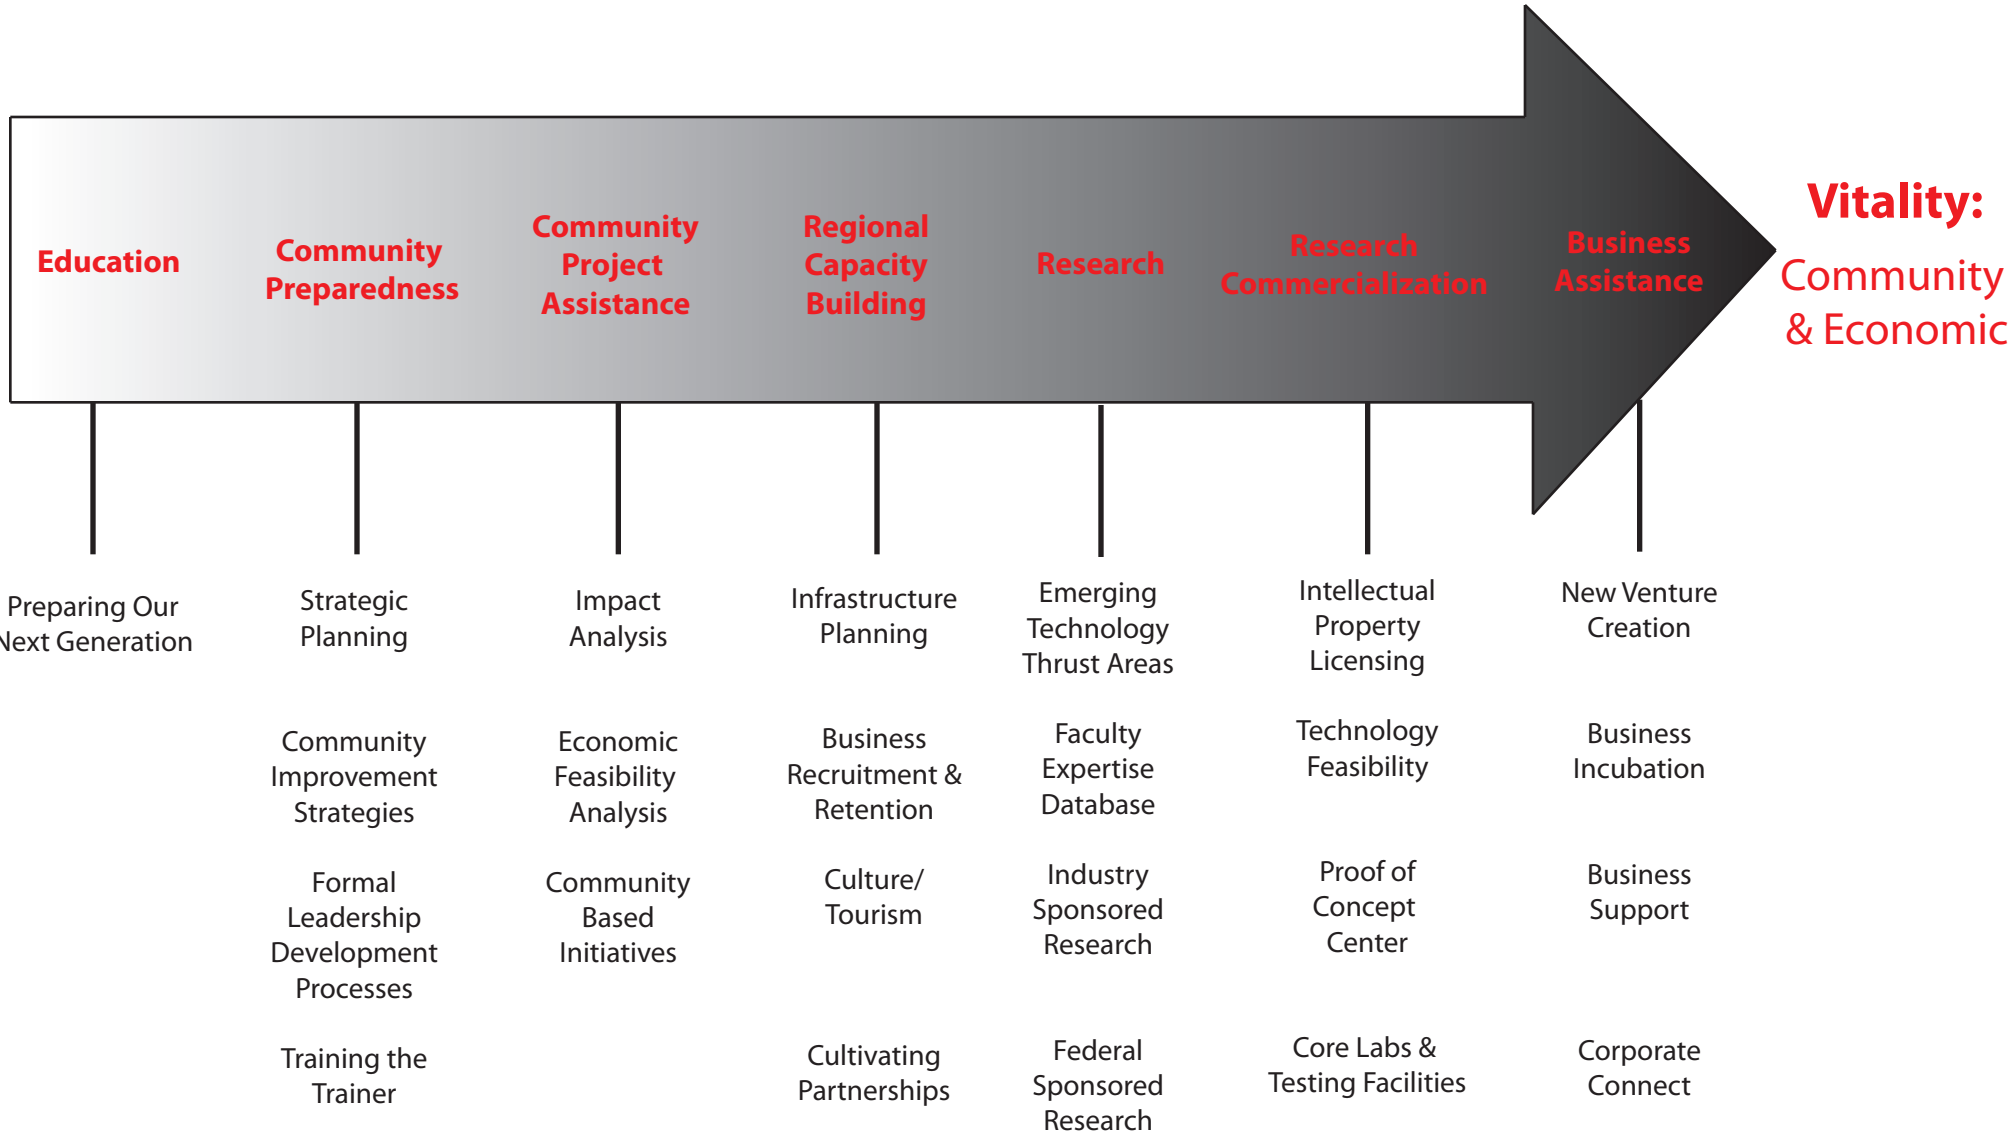 Education
Community
Preparedness
Community
Project
Assistance
Regional
Capacity
Building
Research
Research
Commercialization
Business
Assistance
Vitality:
Community
& Economic
Preparing Our
Next Generation
Strategic
Planning
Community
Improvement
Strategies
Formal
Leadership
Development
Processes
Training the
Trainer
Impact
Analysis
Economic
Feasibility
Analysis
Community
Based
Initiatives
Infrastructure
Planning
Business
Recruitment &
Retention
Culture/
Tourism
Cultivating
Partnerships
Emerging
Technology
Thrust Areas
Faculty
Expertise
Database
Industry
Sponsored
Research
Federal
Sponsored
Research
Intellectual
Property
Licensing
Technology
Feasibility
Proof of
Concept
Center
Core Labs &
Testing Facilities
New Venture
Creation
Business
Incubation
Business
Support
Corporate
Connect